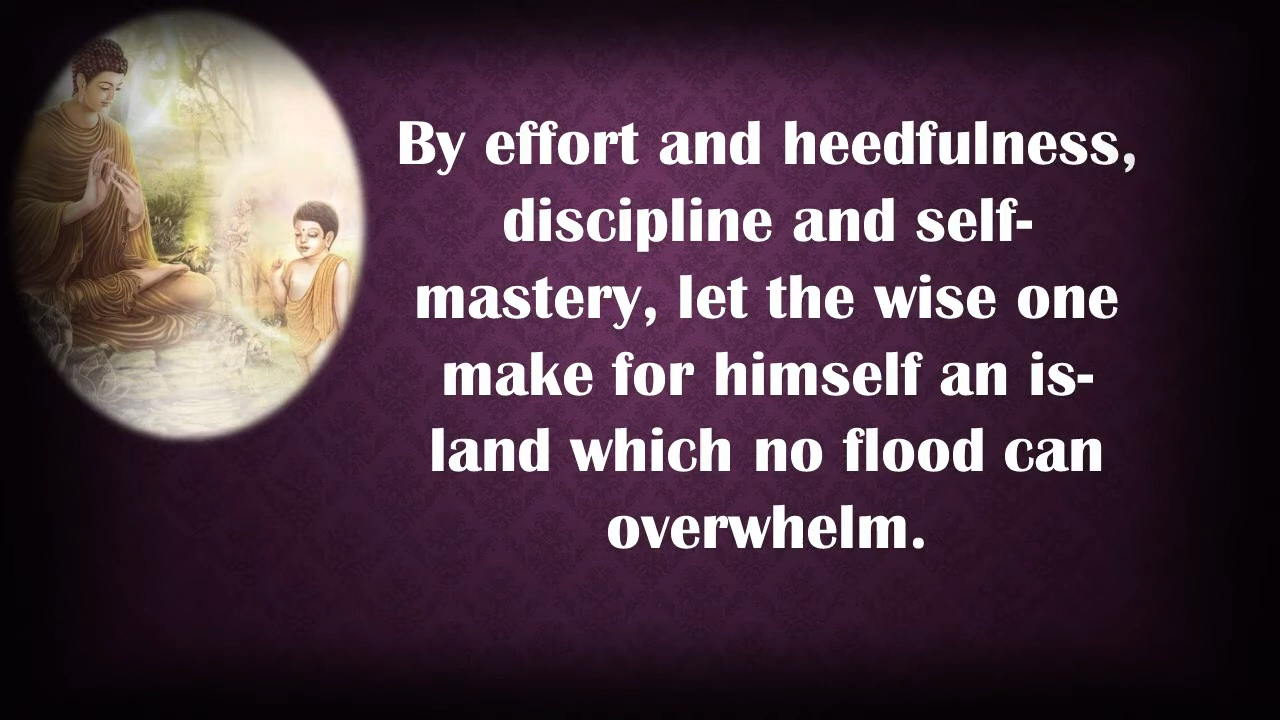 By effort and heedfulness,
discipline and self-
mastery, let the wise one
make for himself an is-
land which no flood can
overwhelm.